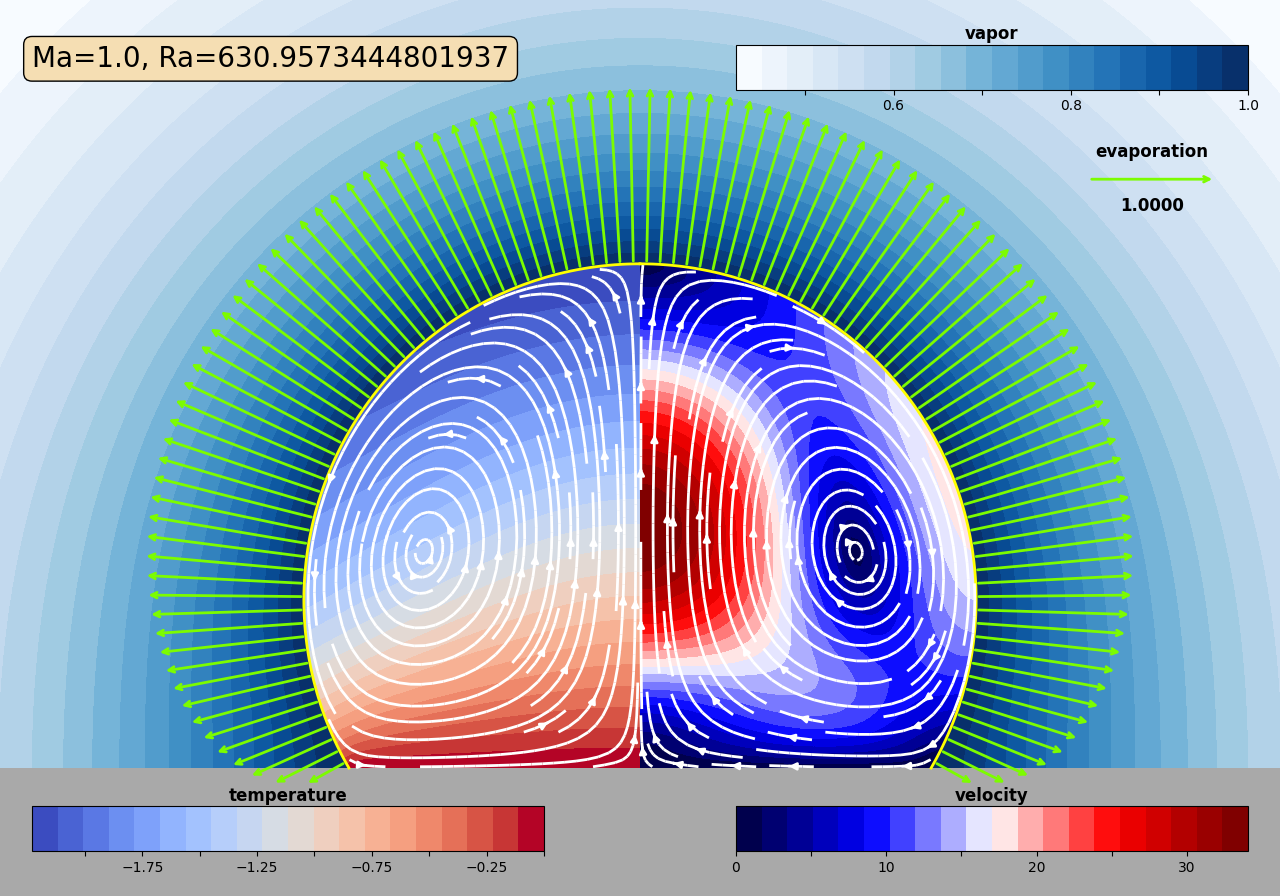 vapor
Ma=1.0, Ra=630.9573444801937
0.6 0.8 1.0
evaporation
1.0000
temperature velocity
−1.75 −1.25 −0.75 −0.25 0 10 20 30